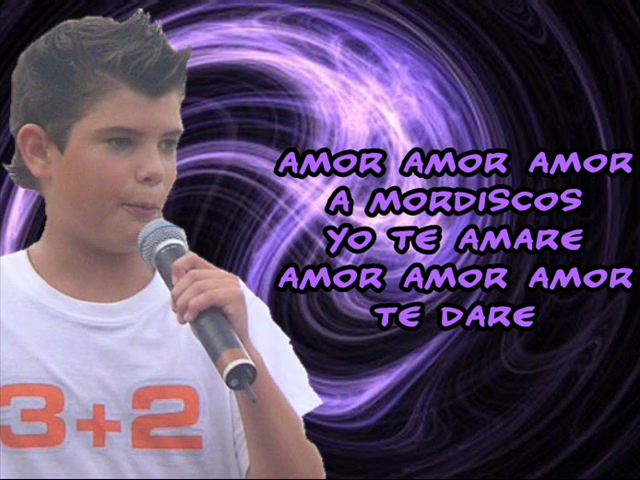 AMOR AMOR AMOR
A MORDISCOS
YO TE AMARE
AMOR AMOR AMOR
TE DARE
3+2